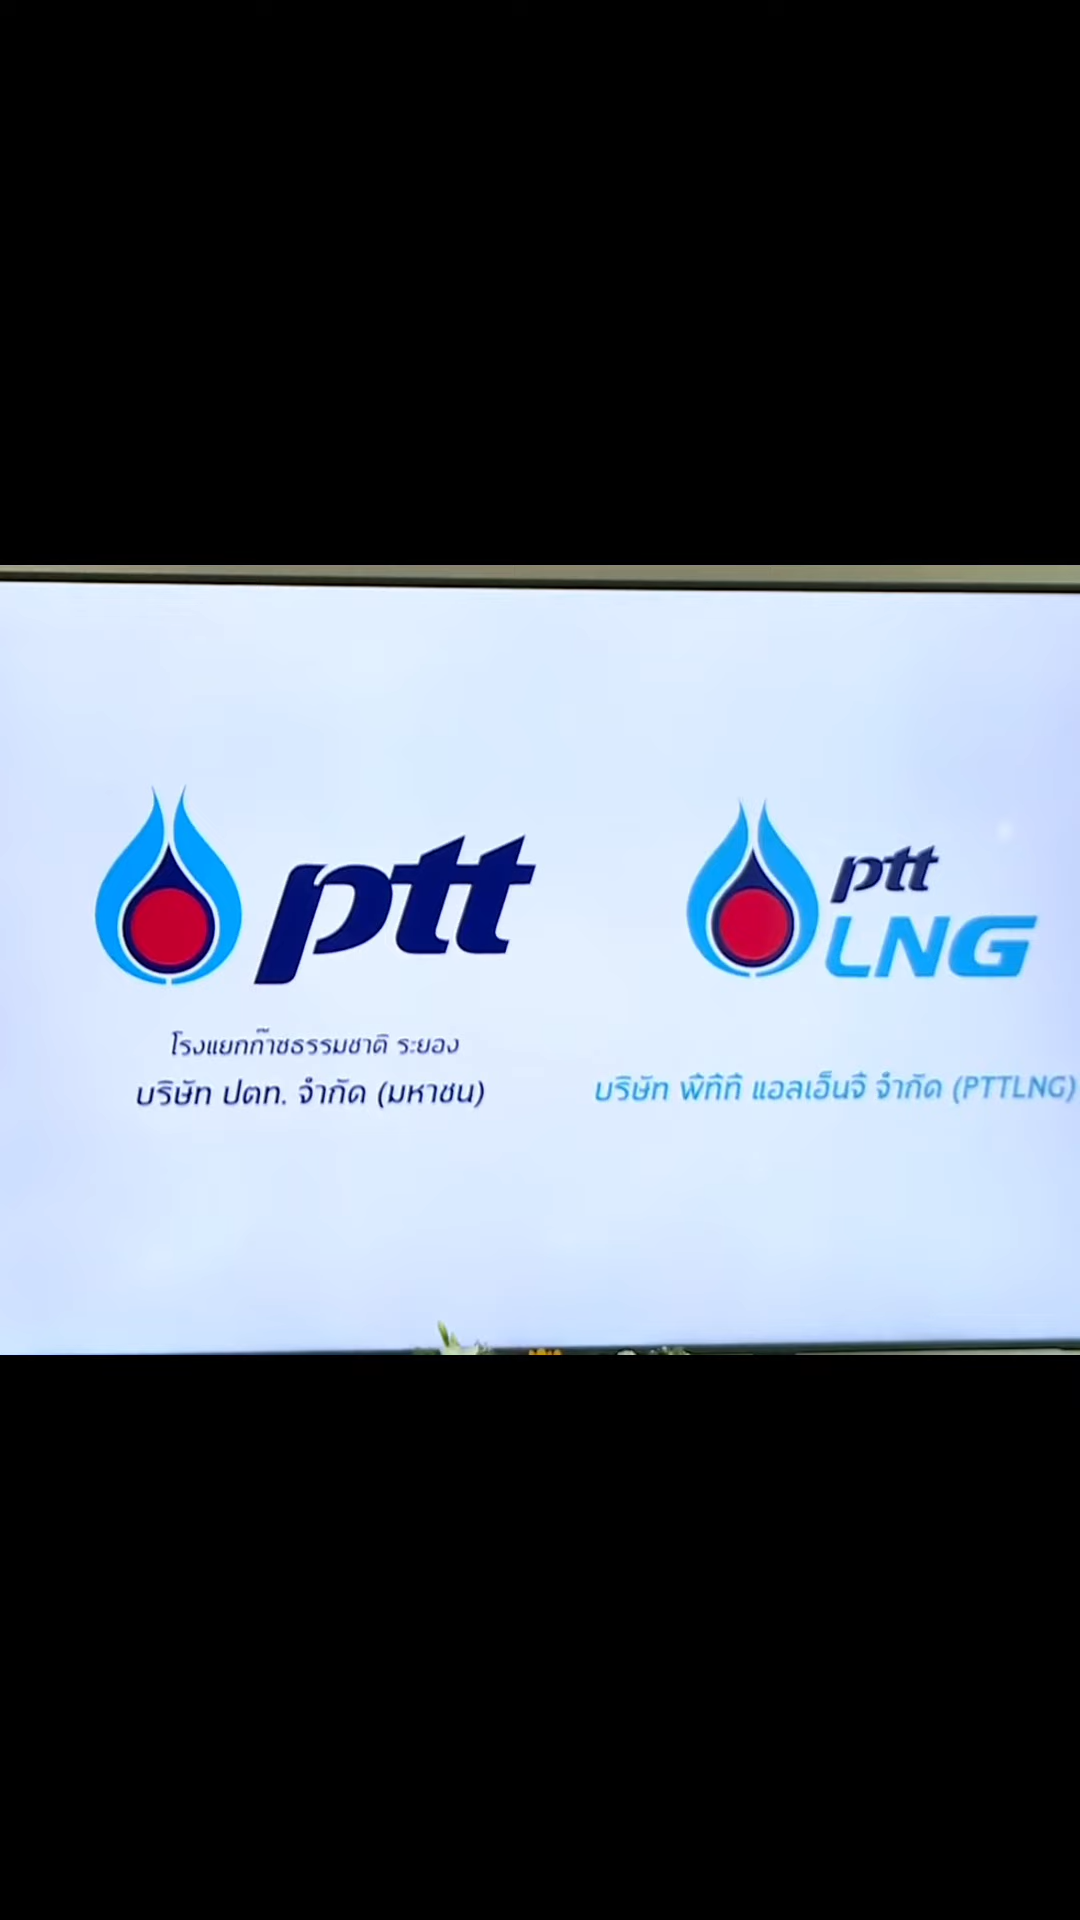 ptt
โรงแยกก๊าซธรรมชาติ ระยอง
บริษัท ปตท. จำกัด (มหาชน)
ptt
LNG
บริษัท พีทีที แอลเอ็นจี จำกัด (PTTLNG)